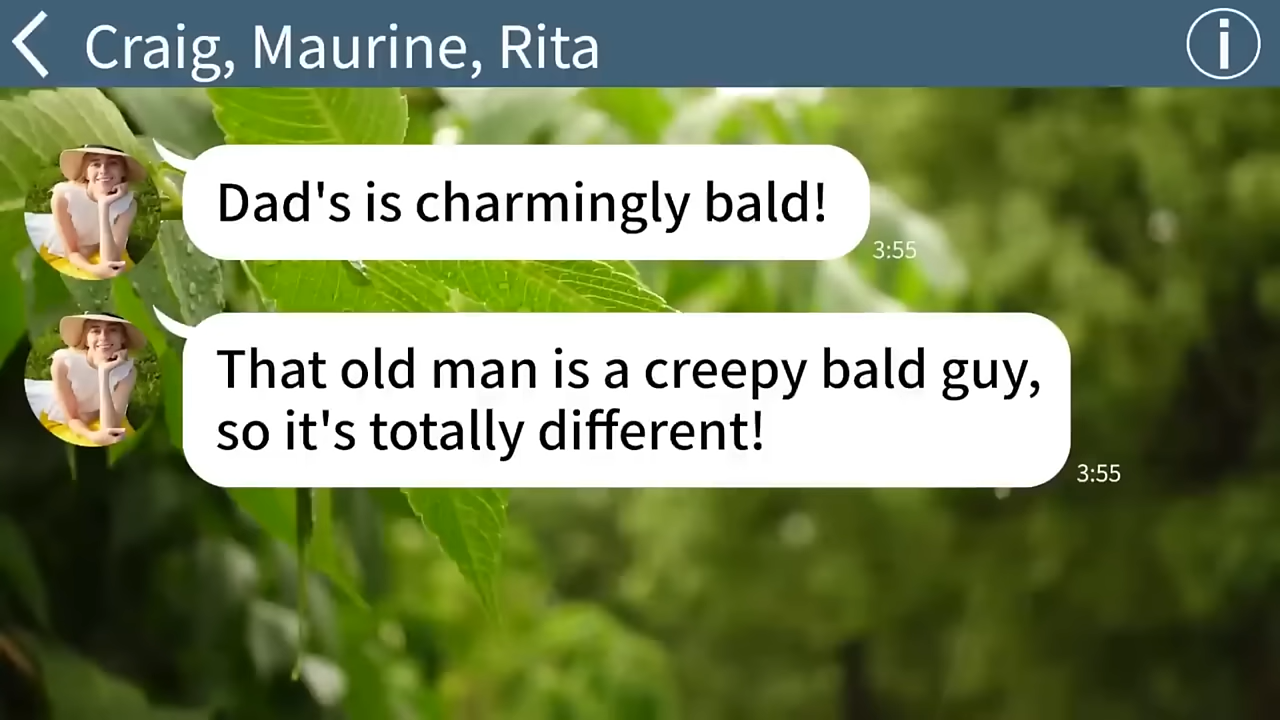 Craig, Maurine, Rita
Dad's is charmingly bald!
3:55
That old man is a creepy bald guy,
so it's totally different!
3:55